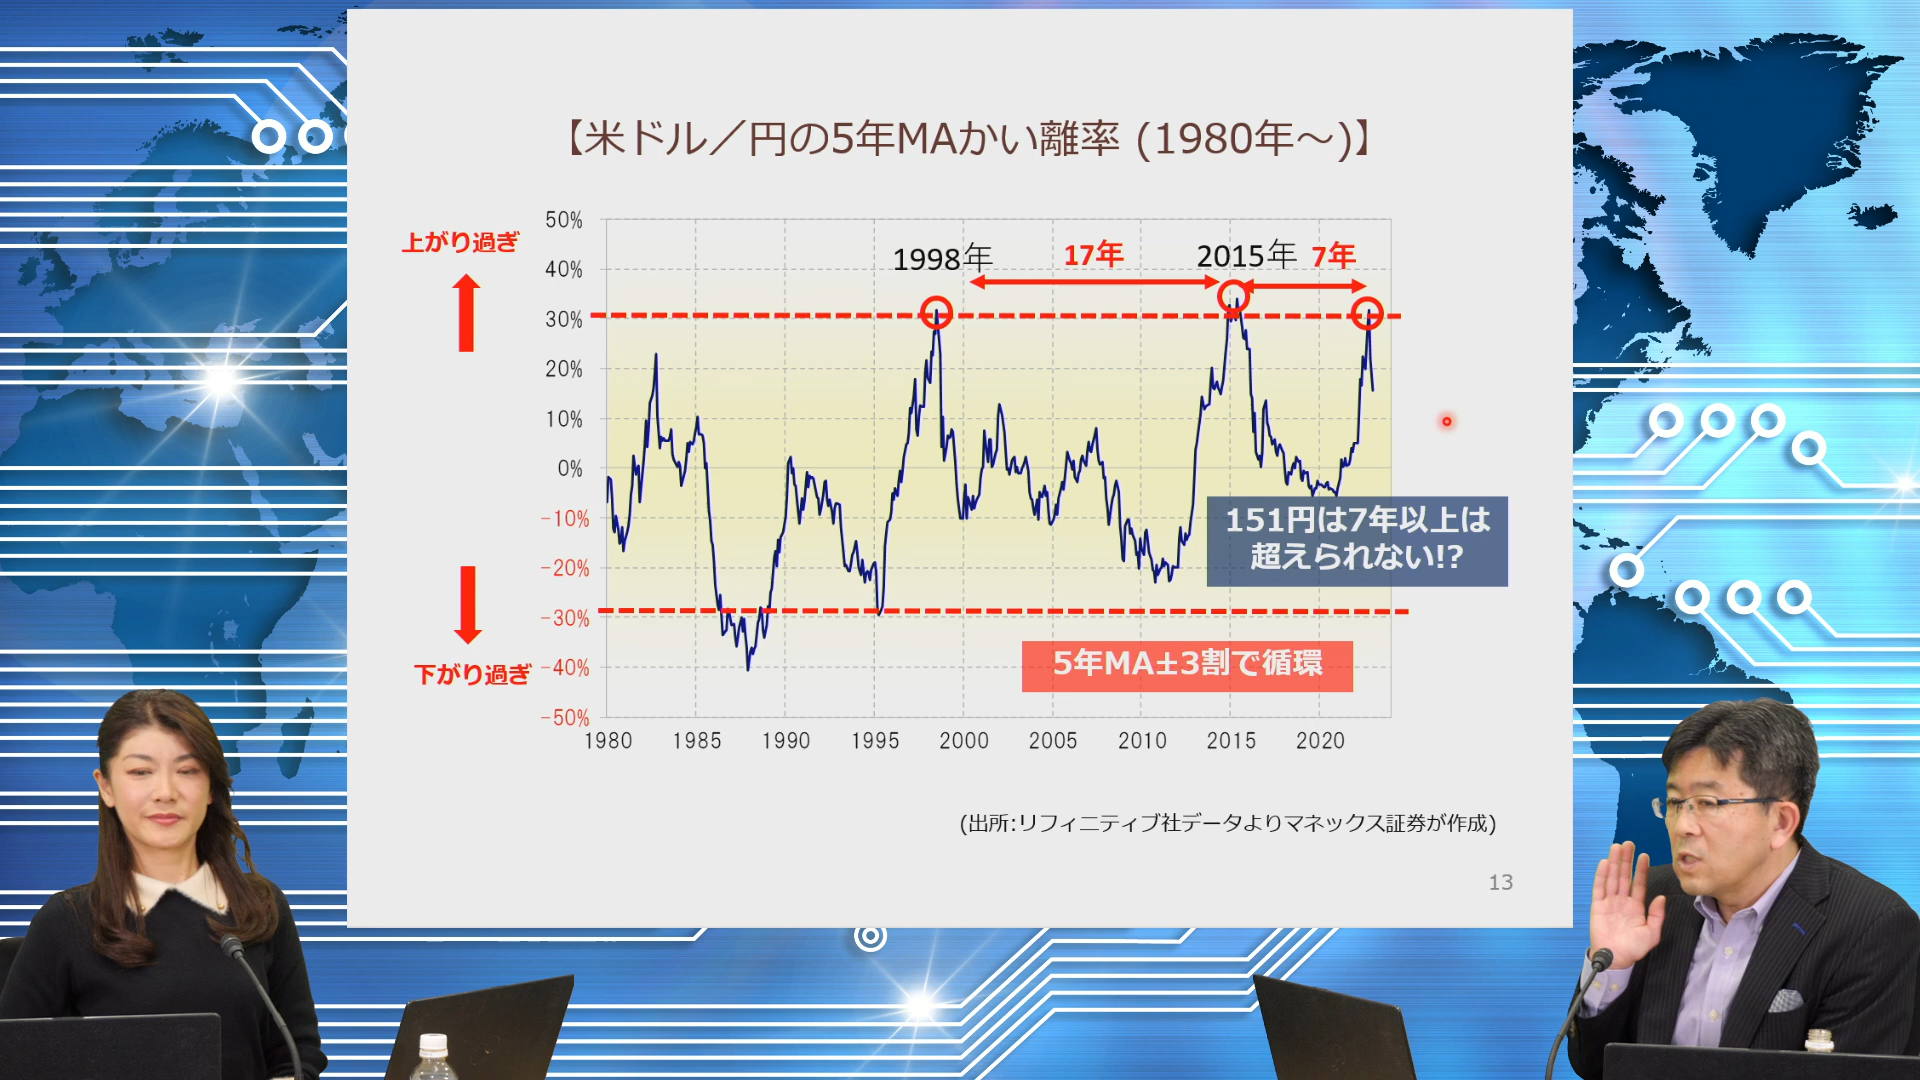 【米ドル／円の5年MAかい離率 (1980年～)】
上がり過ぎ
下がり過ぎ
50%
40%
30%
20%
10%
0%
-10%
-20%
-30%
-40%
-50%
1998年
17年
2015年
7年
151円は7年以上は
超えられない!?
5年MA±3割で循環
1980 1985 1990 1995 2000 2005 2010 2015 2020
(出所:リフィニティブ社データよりマネックス証券が作成)
13